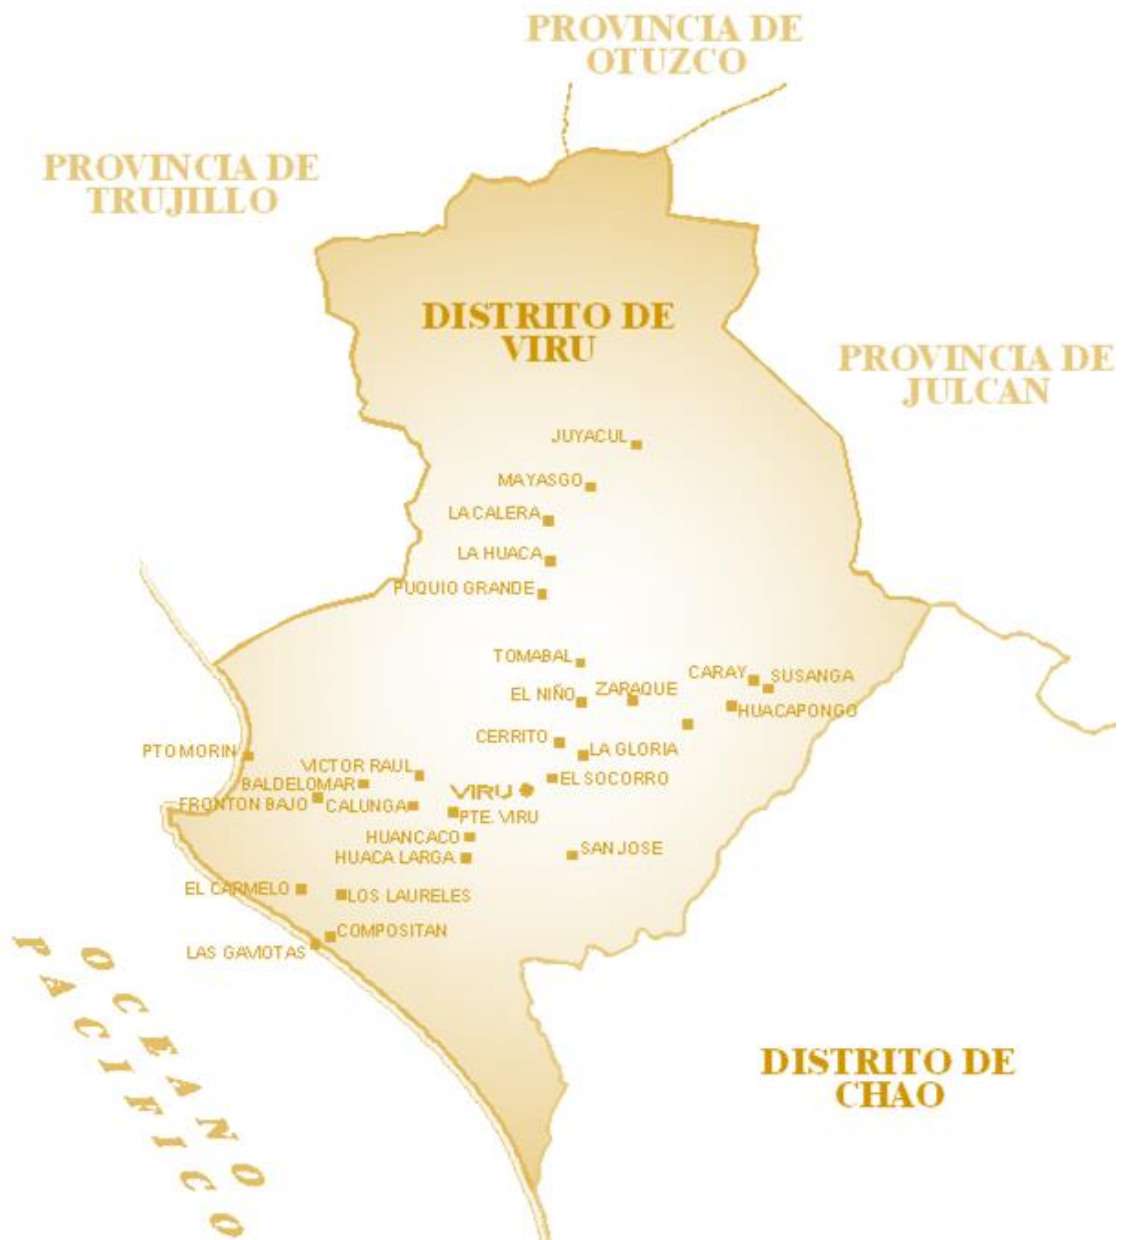 PROVINCIA DE
OTUZCO
PROVINCIA DE
TRUJILLO
DISTRITO DE
VIRU
PROVINCIA DE
JULCAN
JUYACUL
MAYASGO
LA CALERA
LA HUACA
PUQUIO GRANDE
TOMABAL
CARAY
SUSANGA
EL NIÑO
ZARAQUE
HUACAPONGO
CERRITO
LA GLORIA
PTO MORIN
VICTOR RAUL
EL SOCORRO
BALDELOMAR
VIRU
FRONTON BAJO
CALUNGA
PTE. VIRU
HUANCACO
SAN JOSE
HUACA LARGA
EL CARMELO
LOS LAURELES
COMPOSITAN
LAS GAVIOTAS
OCEANO
PACIFICO
DISTRITO DE
CHAO